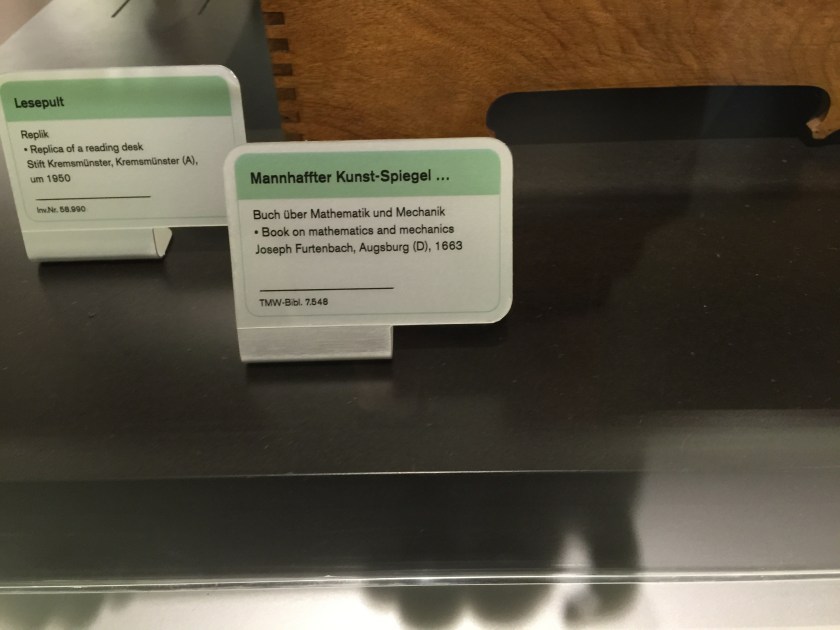 Lesepult
Replik
• Replica of a reading desk
Stift Kremsmünster, Kremsmünster (A),
um 1950
Inv.Nr. 56.990
Mannhaffter Kunst-Spiegel ...
Buch über Mathematik und Mechanik
• Book on mathematics and mechanics
Joseph Furtenbach, Augsburg (D), 1663
TMW-Bibl. 7.548